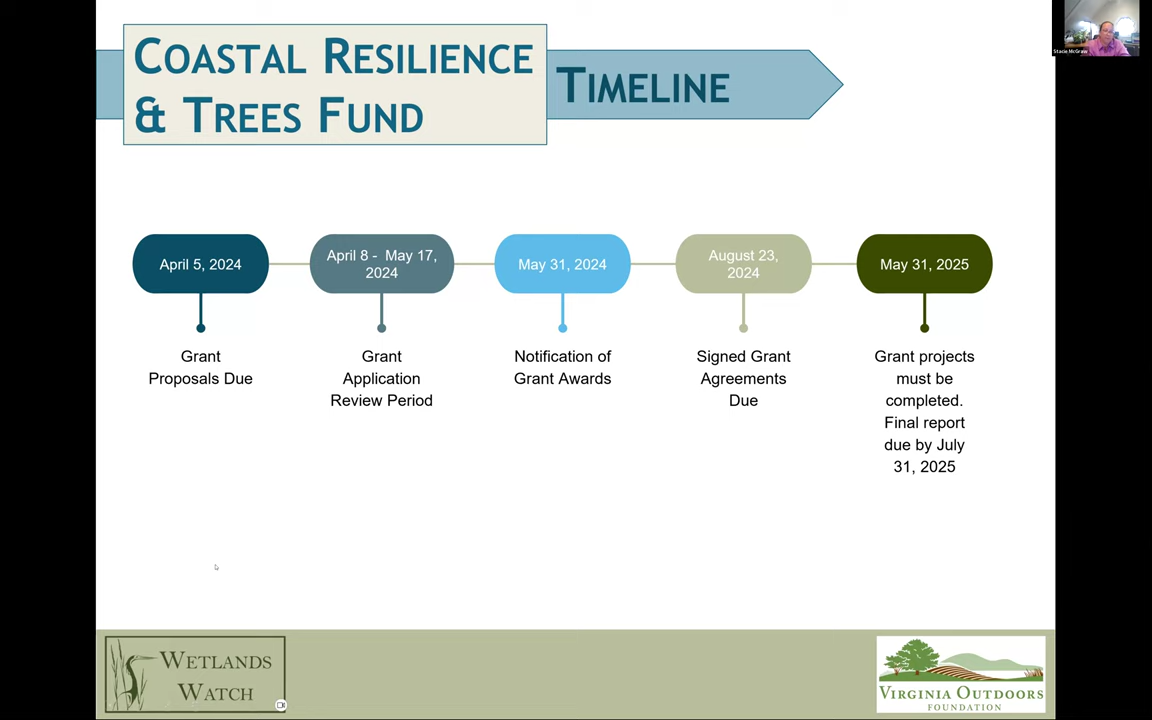 COASTAL RESILIENCE
& TREES FUND
TIMELINE
April 5, 2024
April 8 - May 17,
2024
May 31, 2024
August 23,
2024
May 31, 2025
Grant
Proposals Due
Grant
Application
Review Period
Notification of
Grant Awards
Signed Grant
Agreements
Due
Grant projects
must be
completed.
Final report
due by July
31, 2025
WETLANDS
WATCH
VIRGINIA OUTDOORS
FOUNDATION
Stacie McGraw